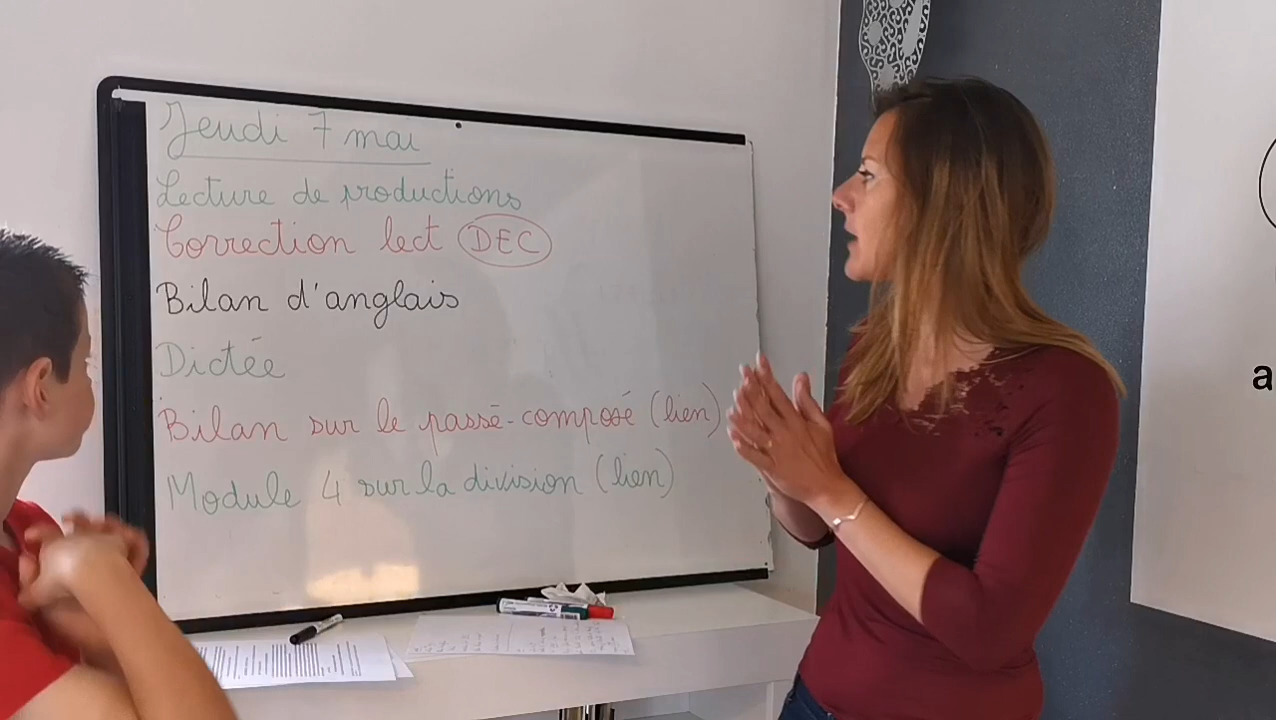 Jeudi 7 mai
Lecture de productions
Correction lect DEC
Bilan d'anglais
Dictée
Bilan sur le passé-composé (lien)
Module 4 sur la division (lien)
a